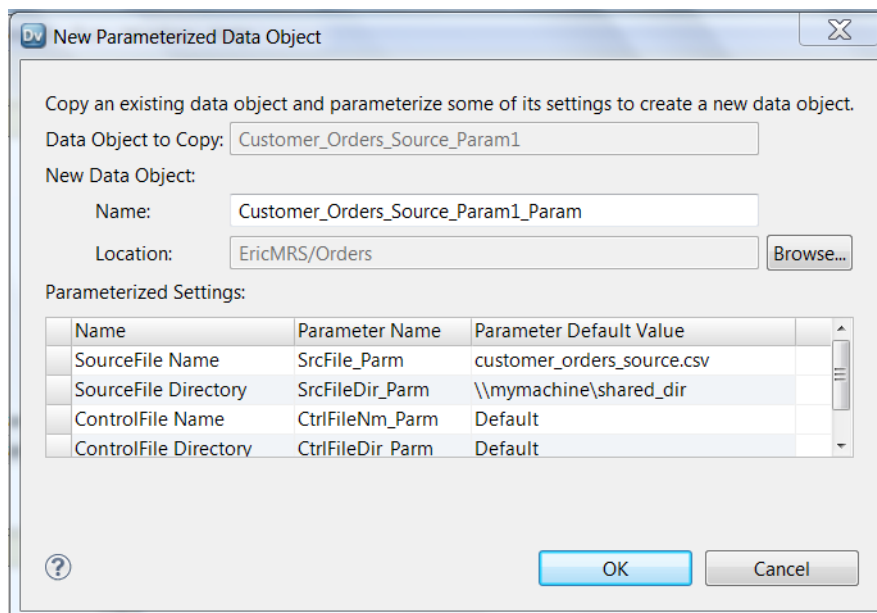 Dv New Parameterized Data Object
Copy an existing data object and parameterize some of its settings to create a new data object.
Data Object to Copy: Customer_Orders_Source_Param1
New Data Object:
Name: Customer_Orders_Source_Param1_Param
Location: EricMRS/Orders Browse...
Parameterized Settings:
Name Parameter Name Parameter Default Value
SourceFile Name SrcFile_Parm customer_orders_source.csv
SourceFile Directory SrcFileDir_Parm \\mymachine\shared_dir
ControlFile Name CtrlFileNm_Parm Default
ControlFile Directory CtrlFileDir Parm Default
? OK Cancel